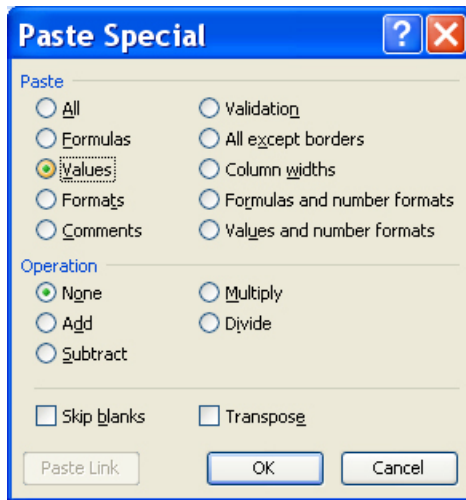 Paste Special
Paste
All
Validation
Formulas
All except borders
Values
Column widths
Formats
Formulas and number formats
Comments
Values and number formats
Operation
None
Multiply
Add
Divide
Subtract
Skip blanks
Transpose
Paste Link
OK
Cancel